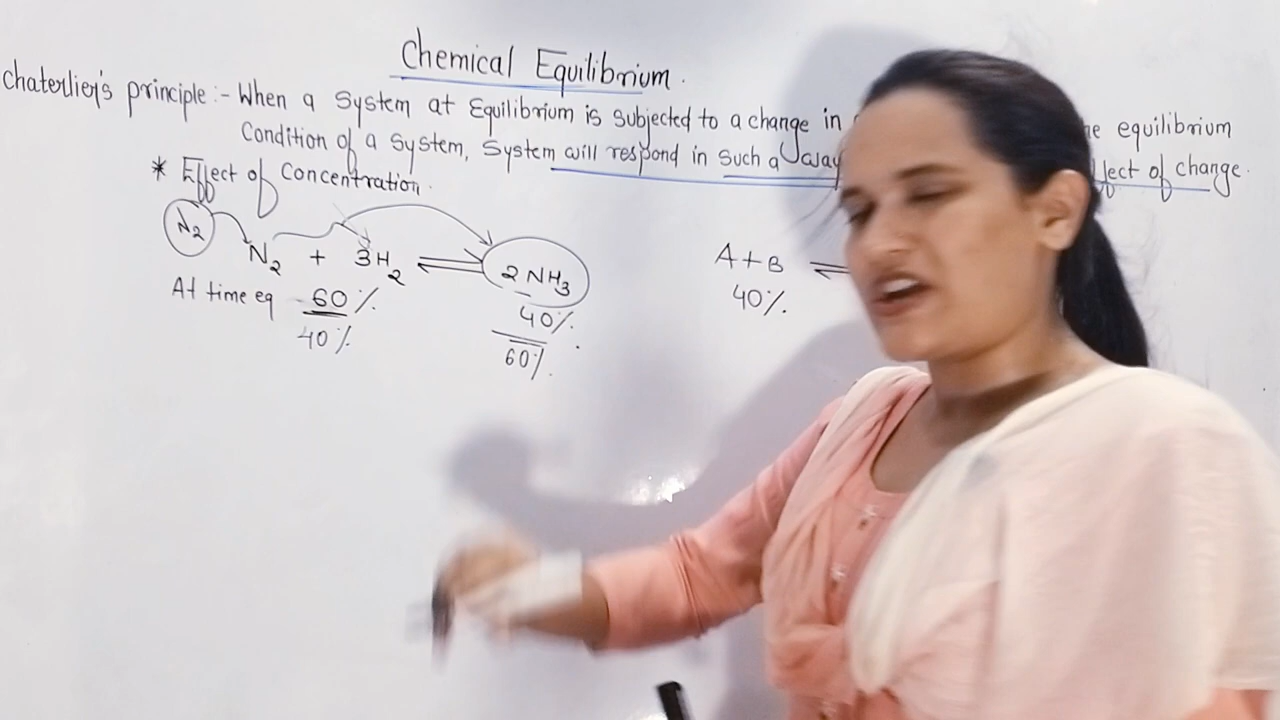 Chemical Equilibrium.
Chaterlier's principle :- When a System at Equilibrium is subjected to a change in equilibrium
Condition of a System, System will respond in Such a way of change.
* Effect of Concentration.
N2
N2 + 3H2 ⇌ 2NH3
A+B ⇌
At time eq 60% 40%
40%
40% 60%